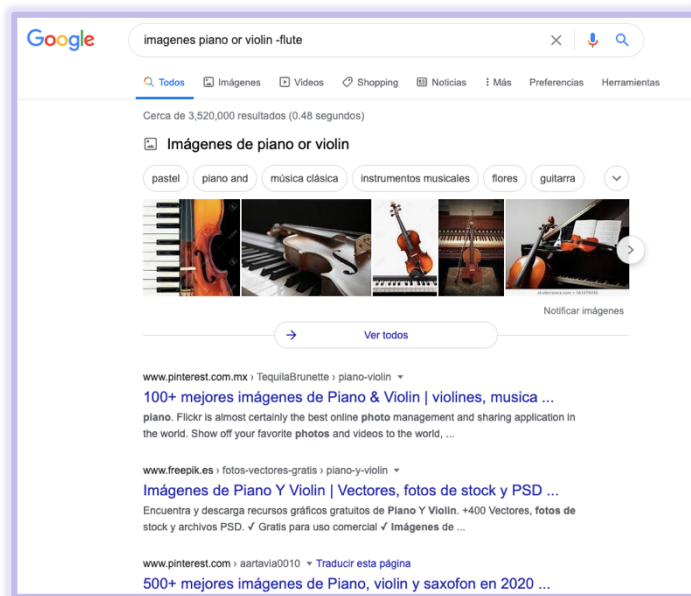 Google
imagenes piano or violin -flute
Todos Imágenes Videos Shopping Noticias Más Preferencias Herramientas
Cerca de 3,520,000 resultados (0.48 segundos)
Imágenes de piano or violin
pastel piano and música clásica instrumentos musicales flores guitarra
Notificar imágenes
Ver todos
www.pinterest.com.mx › TequilaBrunette › piano-violin
100+ mejores imágenes de Piano & Violin | violines, musica ...
piano. Flickr is almost certainly the best online photo management and sharing application in
the world. Show off your favorite photos and videos to the world, ...
www.freepik.es › fotos-vectores-gratis › piano-y-violin
Imágenes de Piano Y Violin | Vectores, fotos de stock y PSD ...
Encuentra y descarga recursos gráficos gratuitos de Piano Y Violin. +400 Vectores, fotos de
stock y archivos PSD. ✓ Gratis para uso comercial ✓ Imágenes de ...
www.pinterest.com › aartavia0010 Traducir esta página
500+ mejores imágenes de Piano, violin y saxofon en 2020 ...